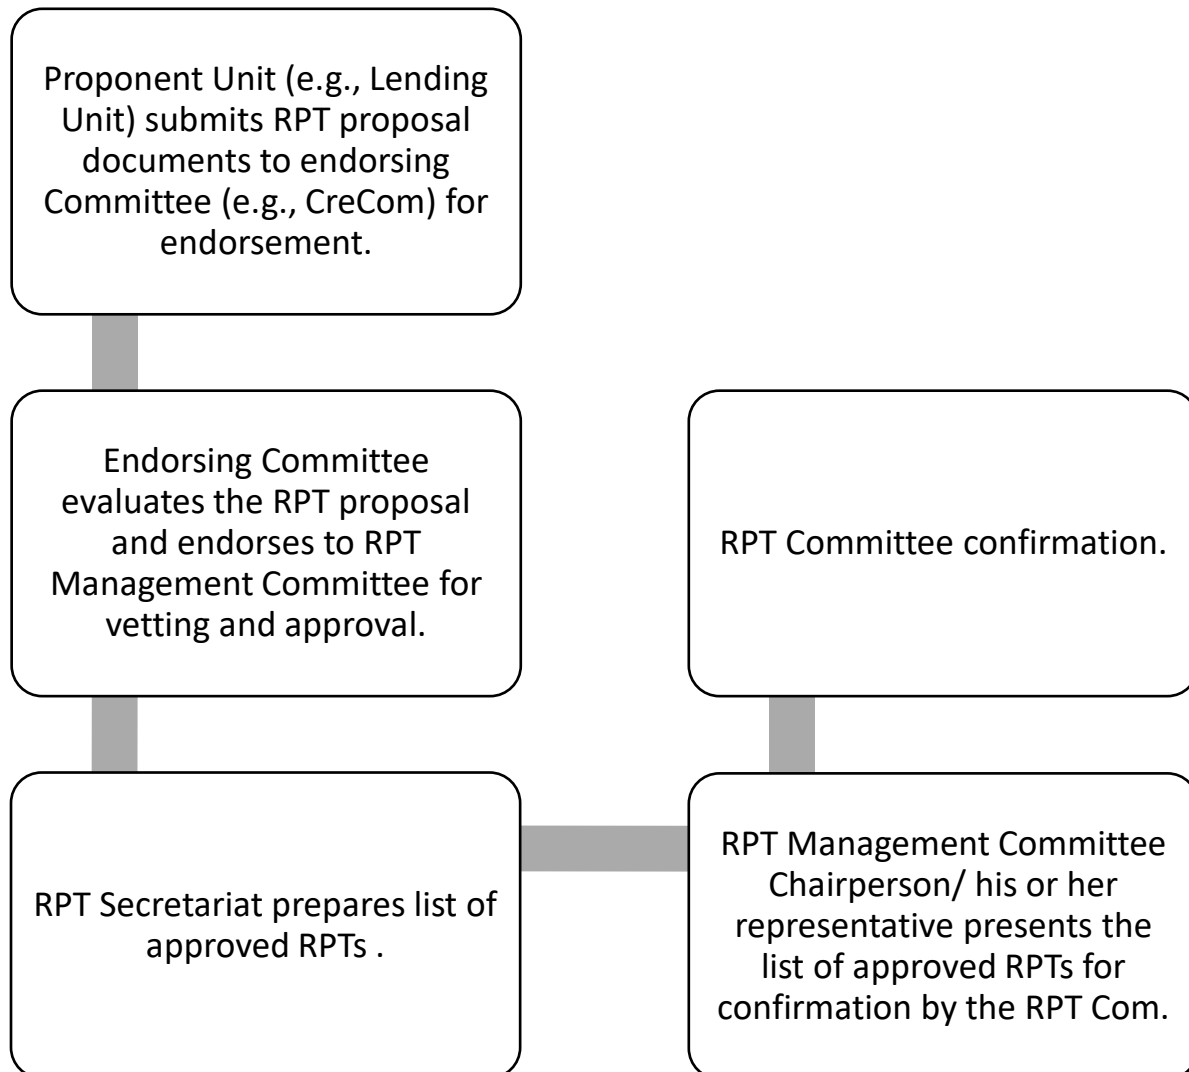 Proponent Unit (e.g., Lending
Unit) submits RPT proposal
documents to endorsing
Committee (e.g., CreCom) for
endorsement.
Endorsing Committee
evaluates the RPT proposal
and endorses to RPT
Management Committee for
vetting and approval.
RPT Secretariat prepares list of
approved RPTs .
RPT Management Committee
Chairperson/ his or her
representative presents the
list of approved RPTs for
confirmation by the RPT Com.
RPT Committee confirmation.